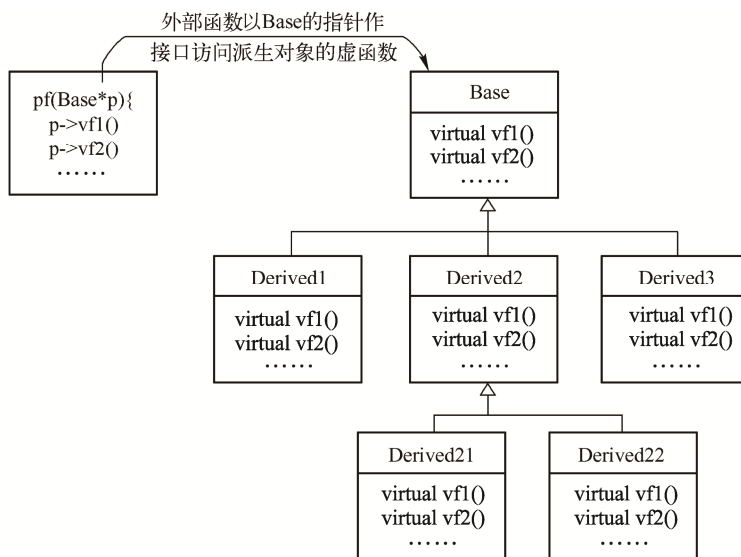 外部函数以Base的指针作
接口访问派生对象的虚函数
pf(Base*p){
p->vf1()
p->vf2()
……
Base
virtual vf1()
virtual vf2()
……
Derived1
virtual vf1()
virtual vf2()
……
Derived2
virtual vf1()
virtual vf2()
……
Derived3
virtual vf1()
virtual vf2()
……
Derived21
virtual vf1()
virtual vf2()
……
Derived22
virtual vf1()
virtual vf2()
……